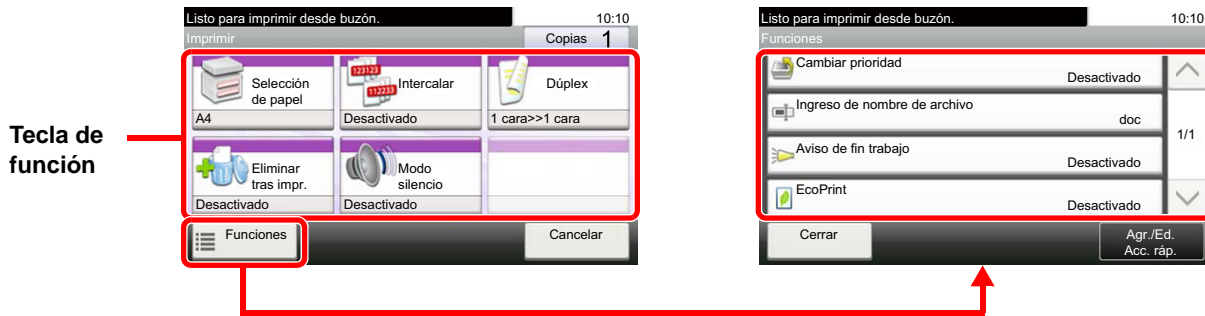 Listo para imprimir desde buzón.
10:10
Imprimir
Copias 1
Selección
de papel
A4
123123
112233
Intercalar
Desactivado
Dúplex
1 cara>>1 cara
Eliminar
tras impr.
Desactivado
Modo
silencio
Desactivado
Funciones
Cancelar
Tecla de
función
Listo para imprimir desde buzón.
10:10
Funciones
Cambiar prioridad
Desactivado
Ingreso de nombre de archivo
doc
Aviso de fin trabajo
Desactivado
EcoPrint
Desactivado
1/1
Cerrar
Agr./Ed.
Acc. ráp.